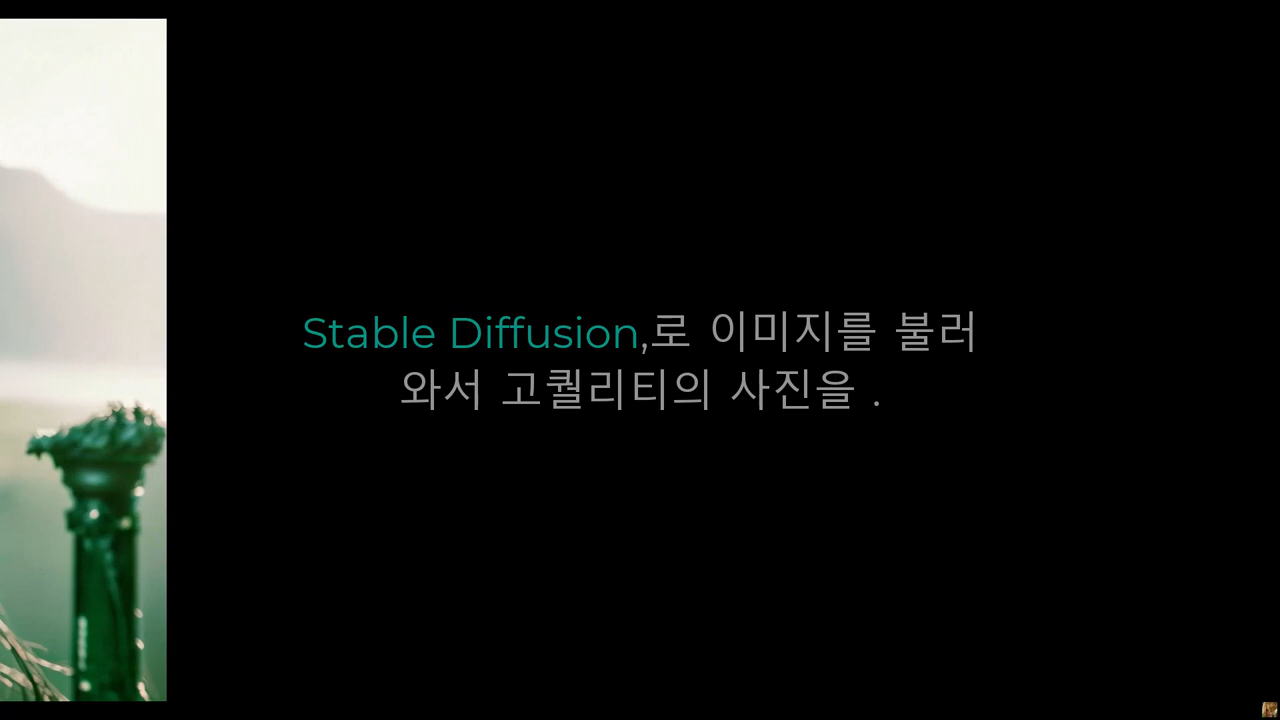 Stable Diffusion,로 이미지를 불러
와서 고퀄리티의 사진을 .